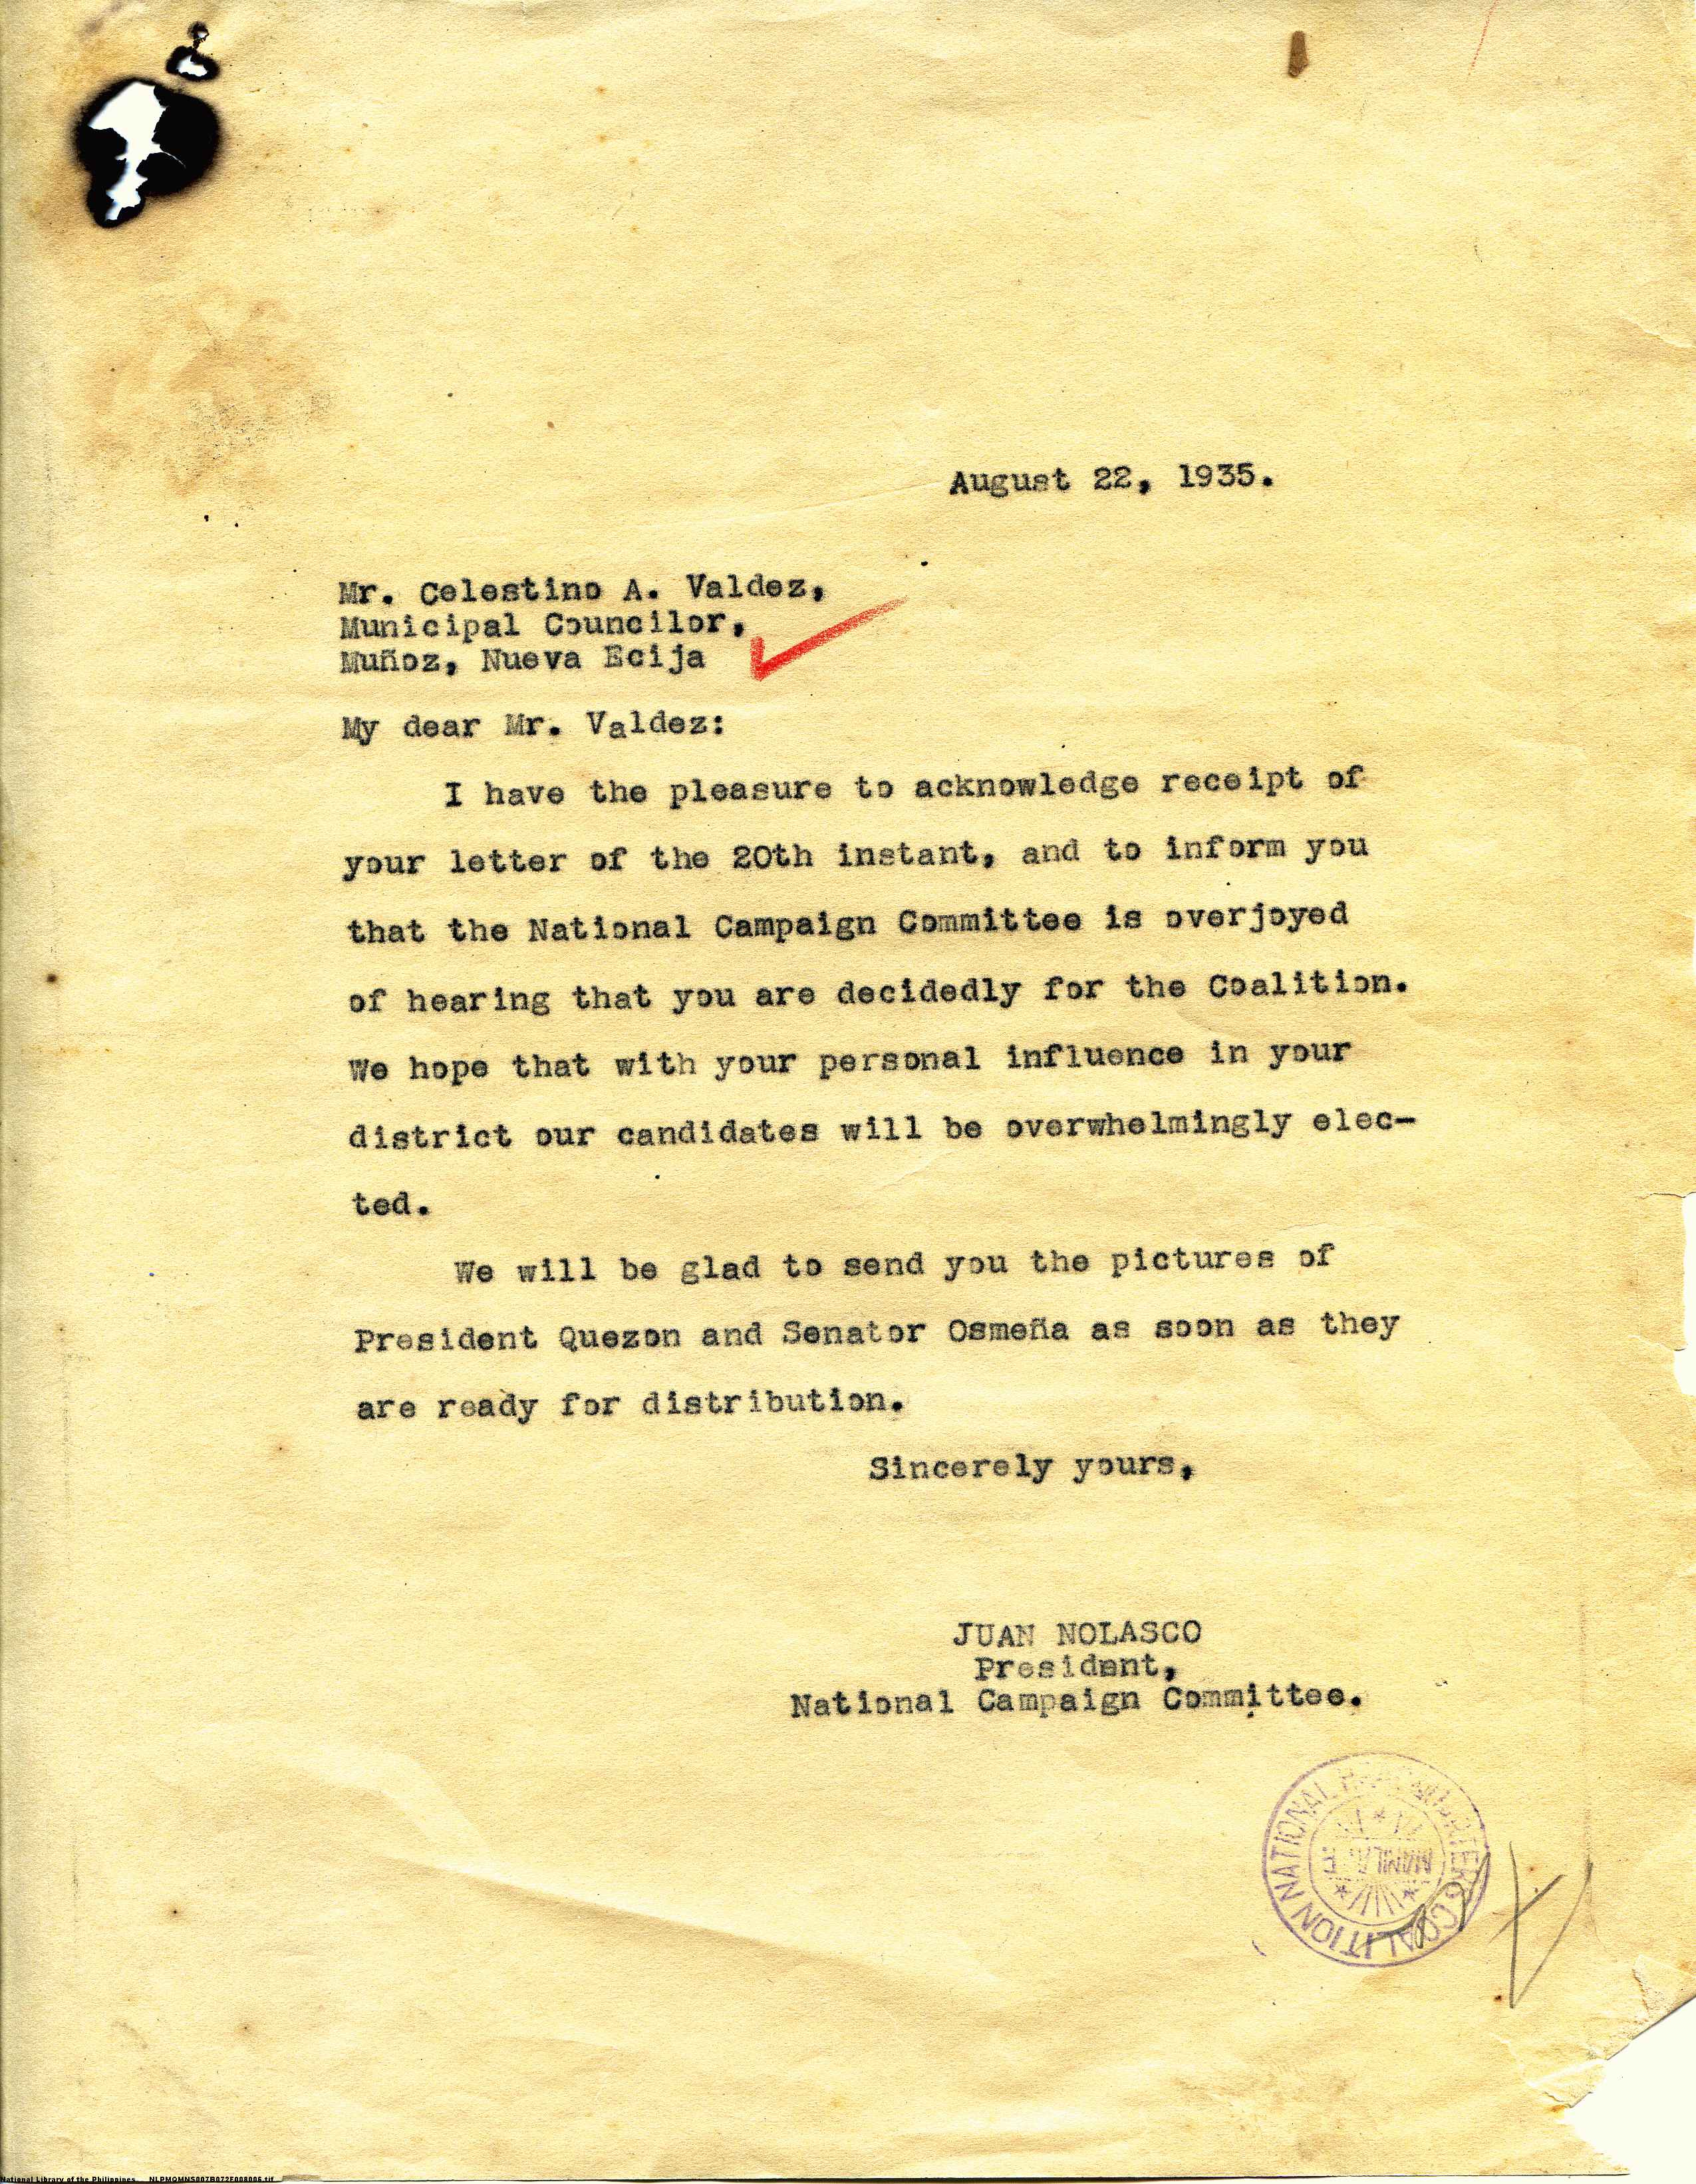 August 22, 1935.
Mr. Celestino A. Valdez,
Municipal Councilor,
Muñoz, Nueva Ecija
My dear Mr. Valdez:
I have the pleasure to acknowledge receipt of
your letter of the 20th instant, and to inform you
that the National Campaign Committee is overjoyed
of hearing that you are decidedly for the Coalition.
We hope that with your personal influence in your
district our candidates will be overwhelmingly elec-
ted.
We will be glad to send you the pictures of
President Quezon and Senator Osmeña as soon as they
are ready for distribution.
Sincerely yours,
JUAN NOLASCO
President,
National Campaign Committee.
COALITION NATIONAL
MANILA
National Library of the Philippines